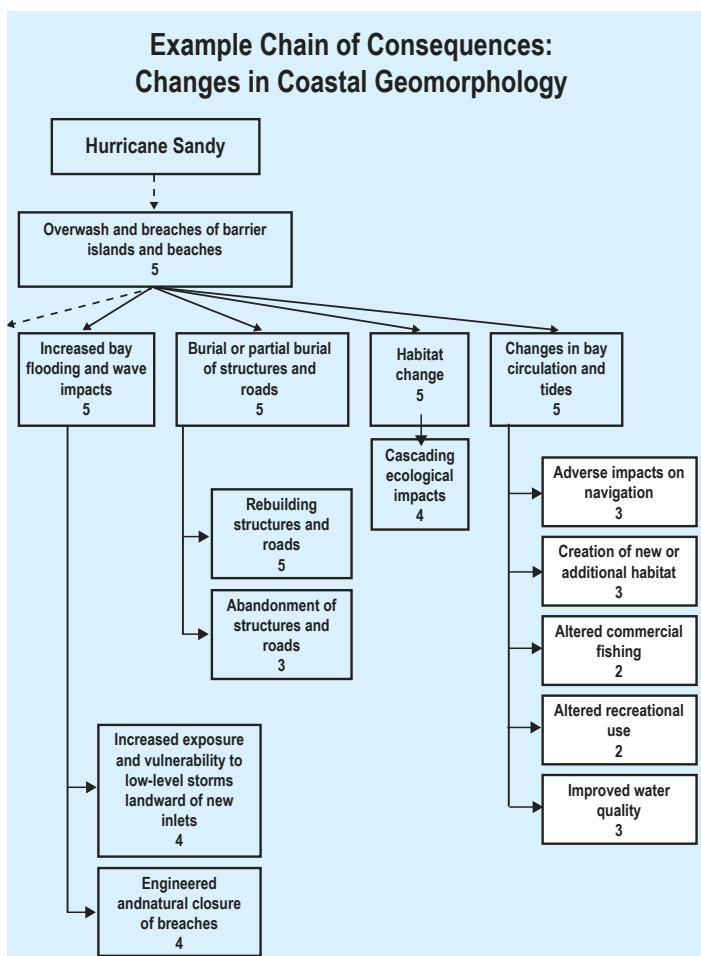 Example Chain of Consequences:
Changes in Coastal Geomorphology
Hurricane Sandy
Overwash and breaches of barrier
islands and beaches
5
Increased bay
flooding and wave
impacts
5
Burial or partial burial
of structures and
roads
5
Habitat
change
5
Changes in bay
circulation and
tides
5
Cascading
ecological
impacts
4
Rebuilding
structures and
roads
5
Abandonment of
structures and
roads
3
Increased exposure
and vulnerability to
low-level storms
landward of new
inlets
4
Engineered
andnatural closure
of breaches
4
Adverse impacts on
navigation
3
Creation of new or
additional habitat
3
Altered commercial
fishing
2
Altered recreational
use
2
Improved water
quality
3